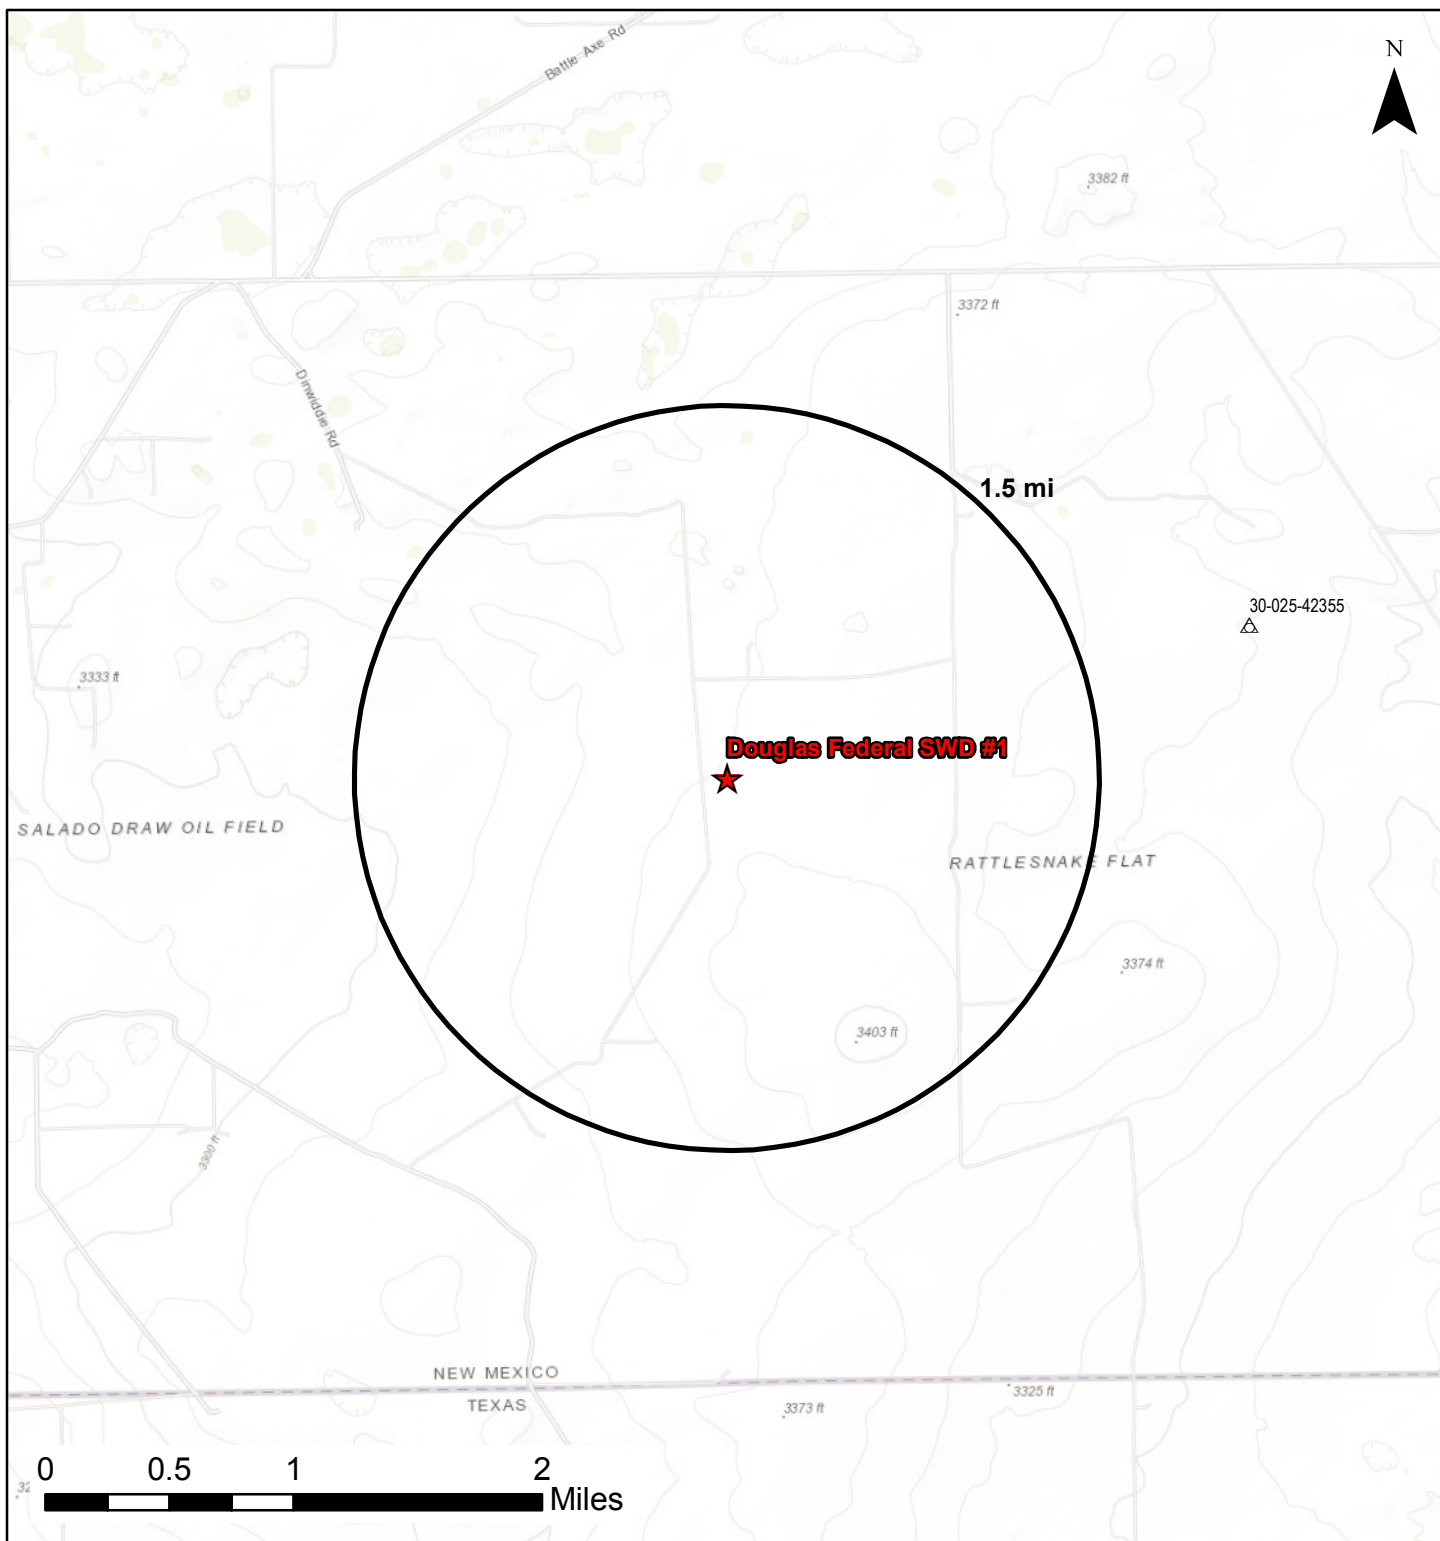 Battle Axe Rd
N
3382 ft
3372 ft
Dinwiddie Rd
1.5 mi
30-025-42355
3333 ft
Douglas Federal SWD #1
SALADO DRAW OIL FIELD
RATTLESNAKE FLAT
3374 ft
3403 ft
3300 ft
NEW MEXICO
TEXAS
3325 ft
3373 ft
0 0.5 1 2
Miles